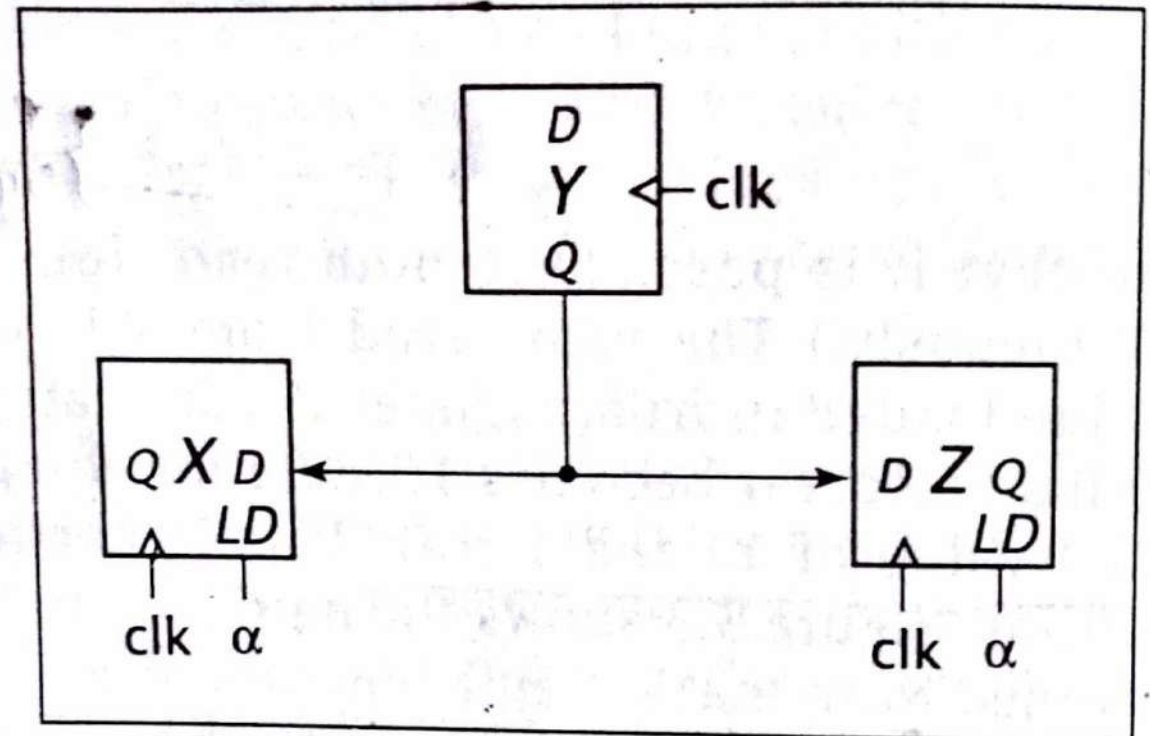 D
Y clk
Q
Q X D
LD
clk α
D Z Q
LD
clk α